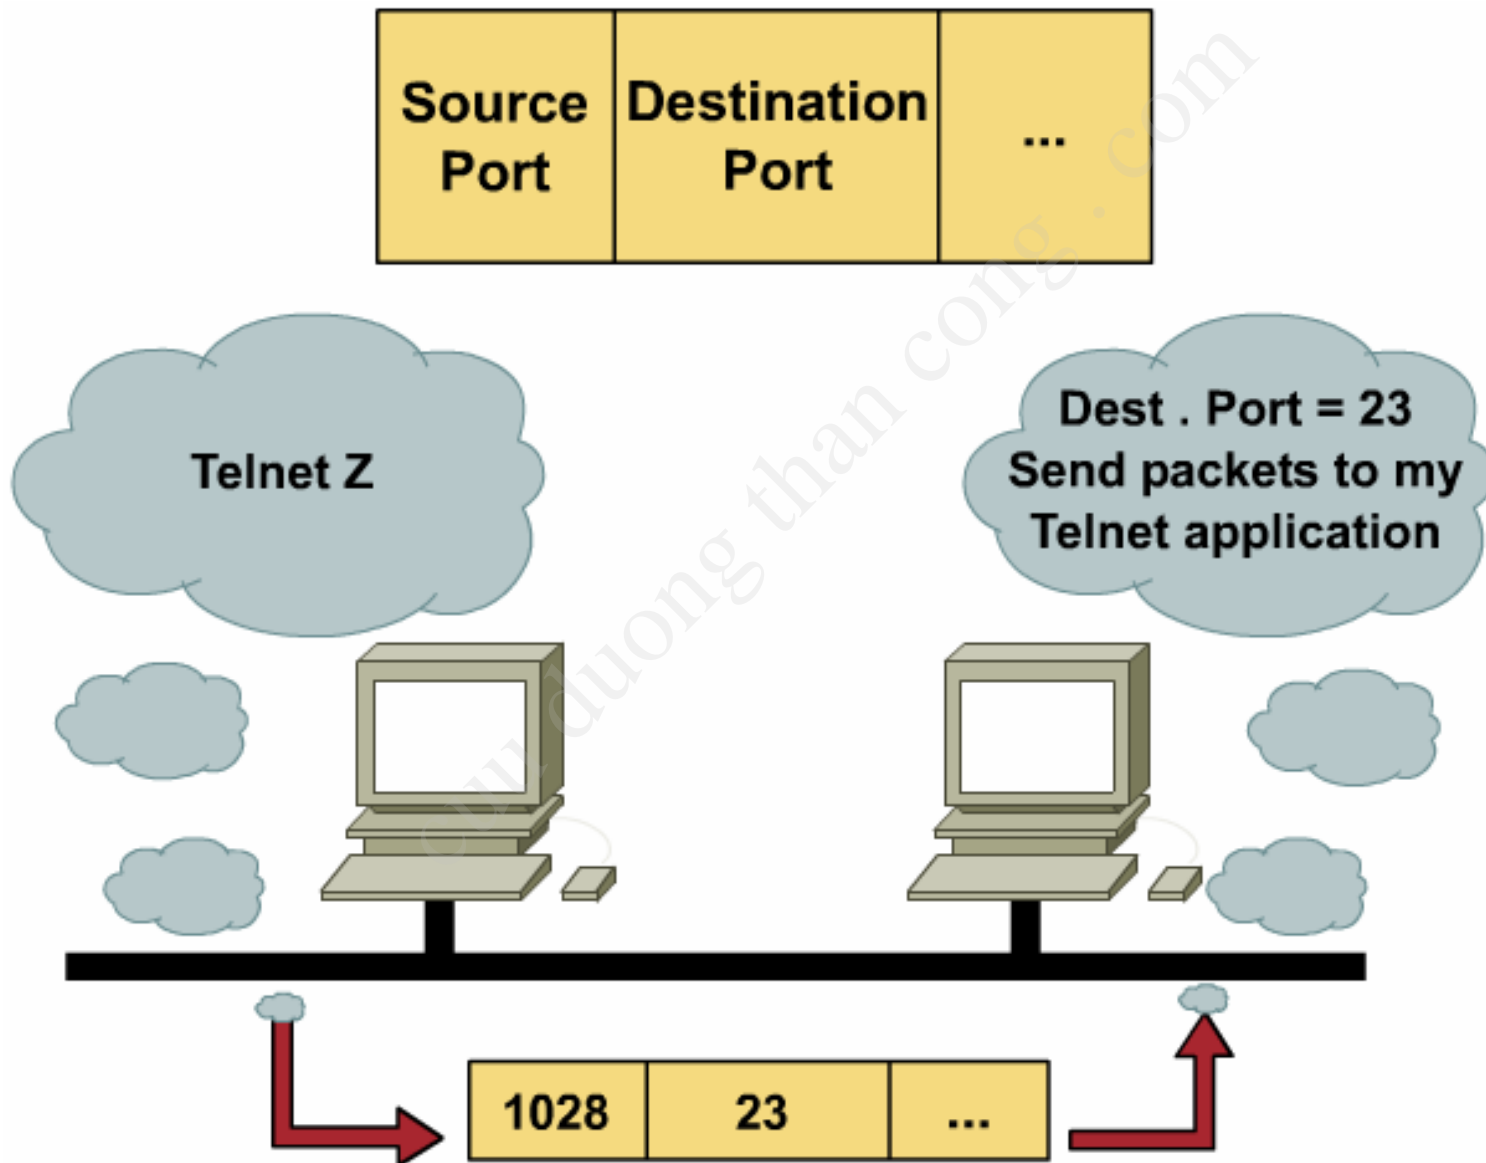 Source
Port
Destination
Port
...
Telnet Z
Dest . Port = 23
Send packets to my
Telnet application
1028
23
...
cuu duong than cong . com